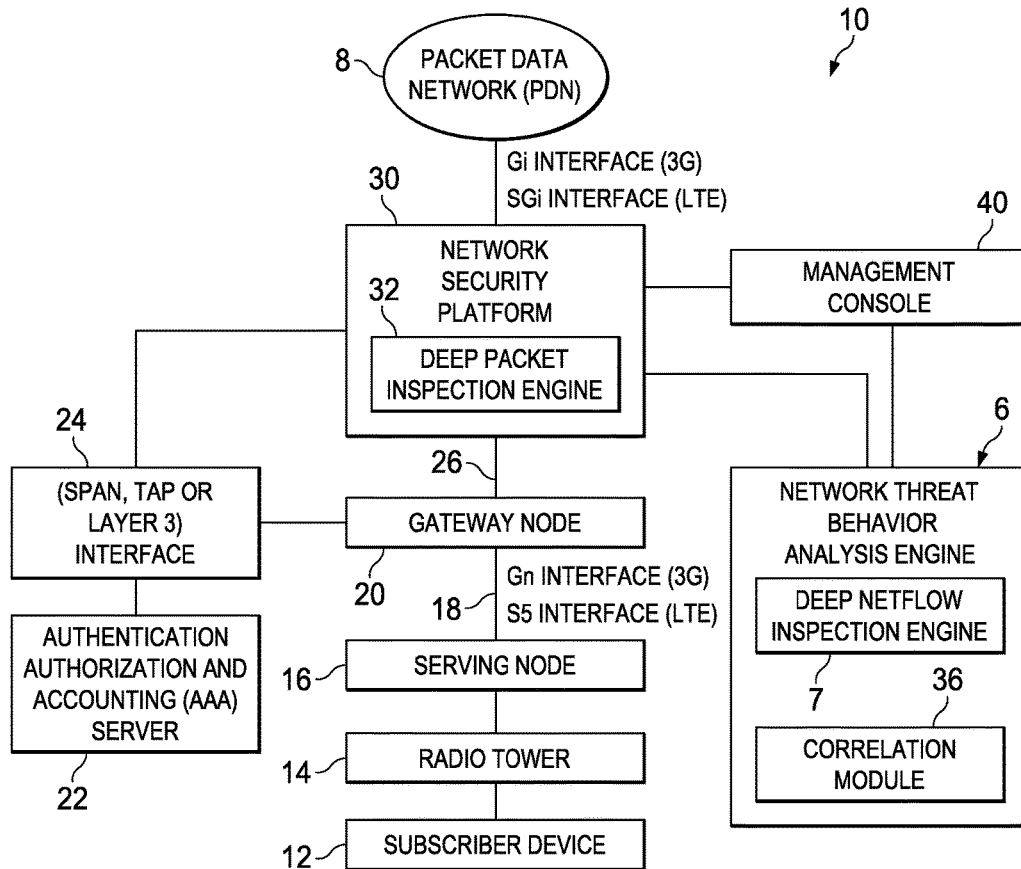 10
8
PACKET DATA
NETWORK (PDN)
Gi INTERFACE (3G)
SGi INTERFACE (LTE)
30
NETWORK
SECURITY
PLATFORM
32
DEEP PACKET
INSPECTION ENGINE
40
MANAGEMENT
CONSOLE
24
(SPAN, TAP OR
LAYER 3)
INTERFACE
26
GATEWAY NODE
20
18
Gn INTERFACE (3G)
S5 INTERFACE (LTE)
6
NETWORK THREAT
BEHAVIOR
ANALYSIS ENGINE
DEEP NETFLOW
INSPECTION ENGINE
7
36
CORRELATION
MODULE
AUTHENTICATION
AUTHORIZATION AND
ACCOUNTING (AAA)
SERVER
22
16
SERVING NODE
14
RADIO TOWER
12
SUBSCRIBER DEVICE